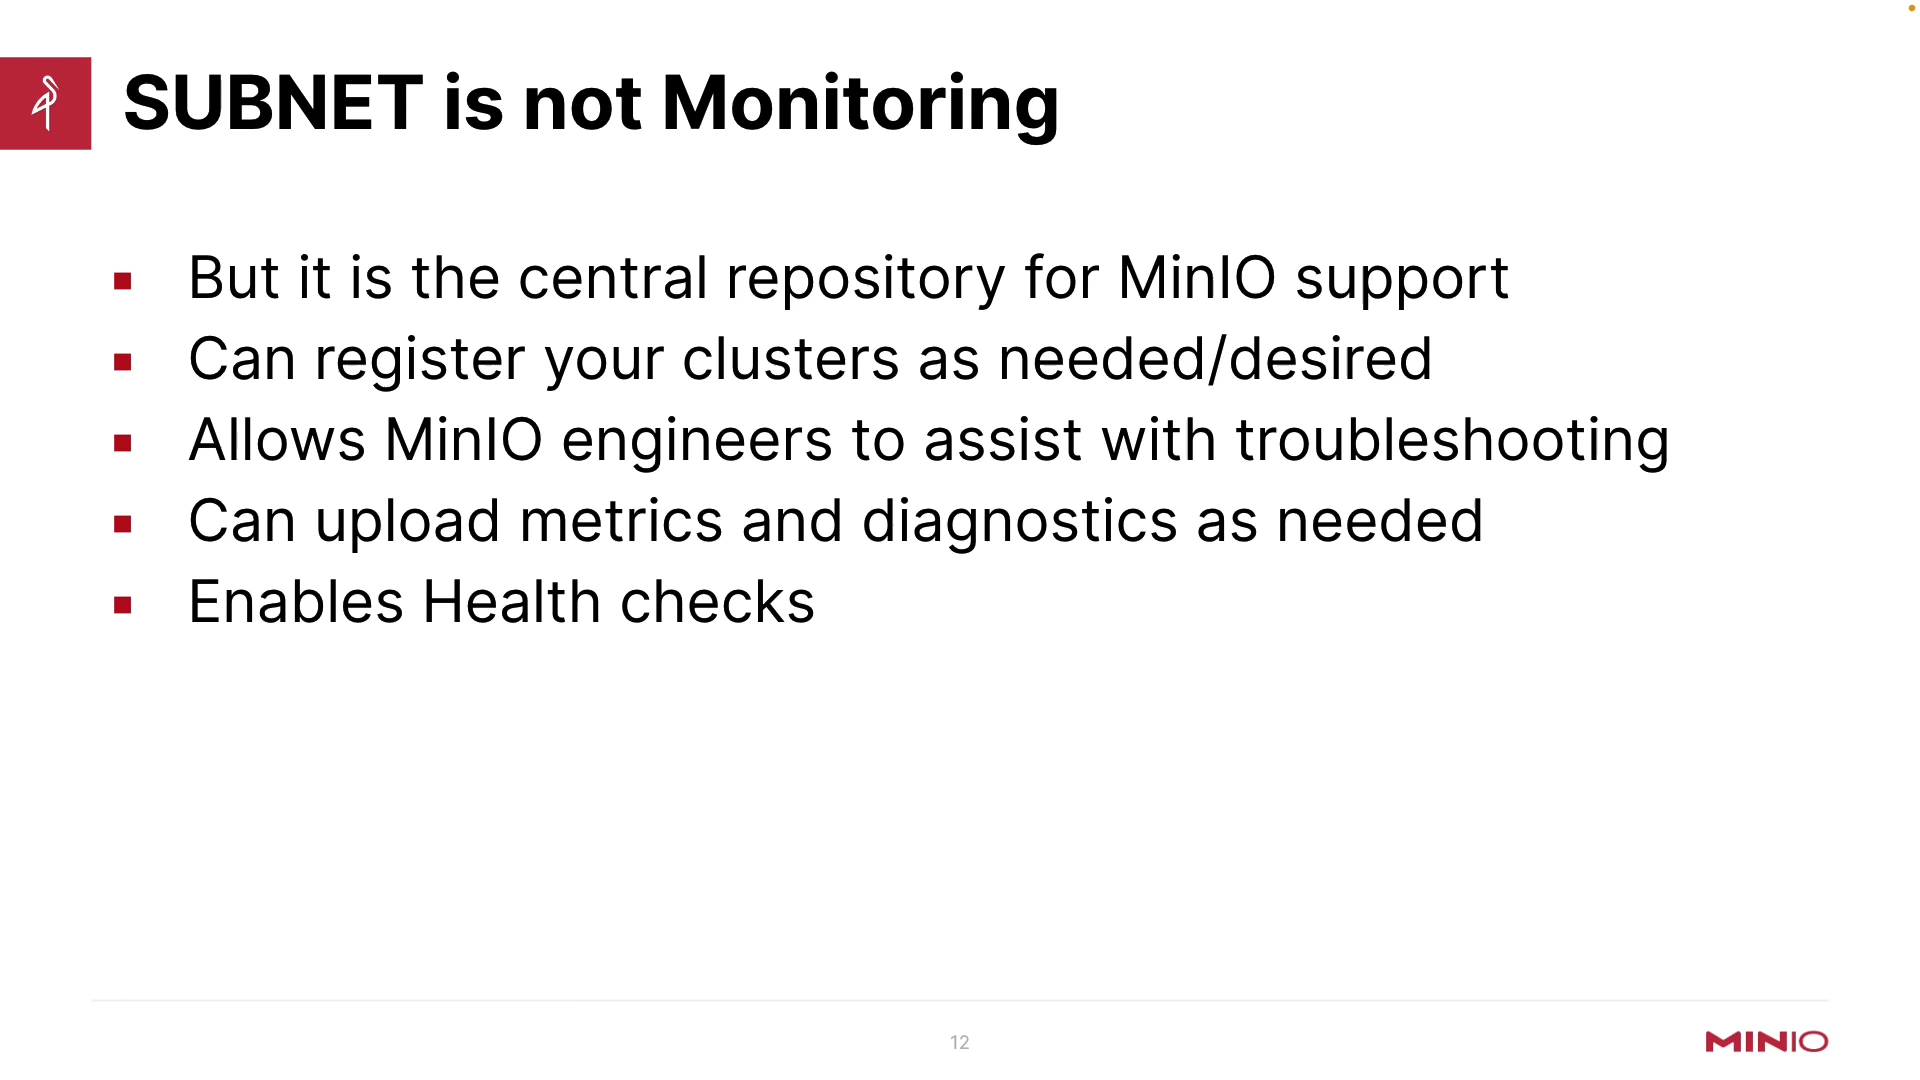 SUBNET is not Monitoring
But it is the central repository for MinIO support
Can register your clusters as needed/desired
Allows MinIO engineers to assist with troubleshooting
Can upload metrics and diagnostics as needed
Enables Health checks
12
MINIO